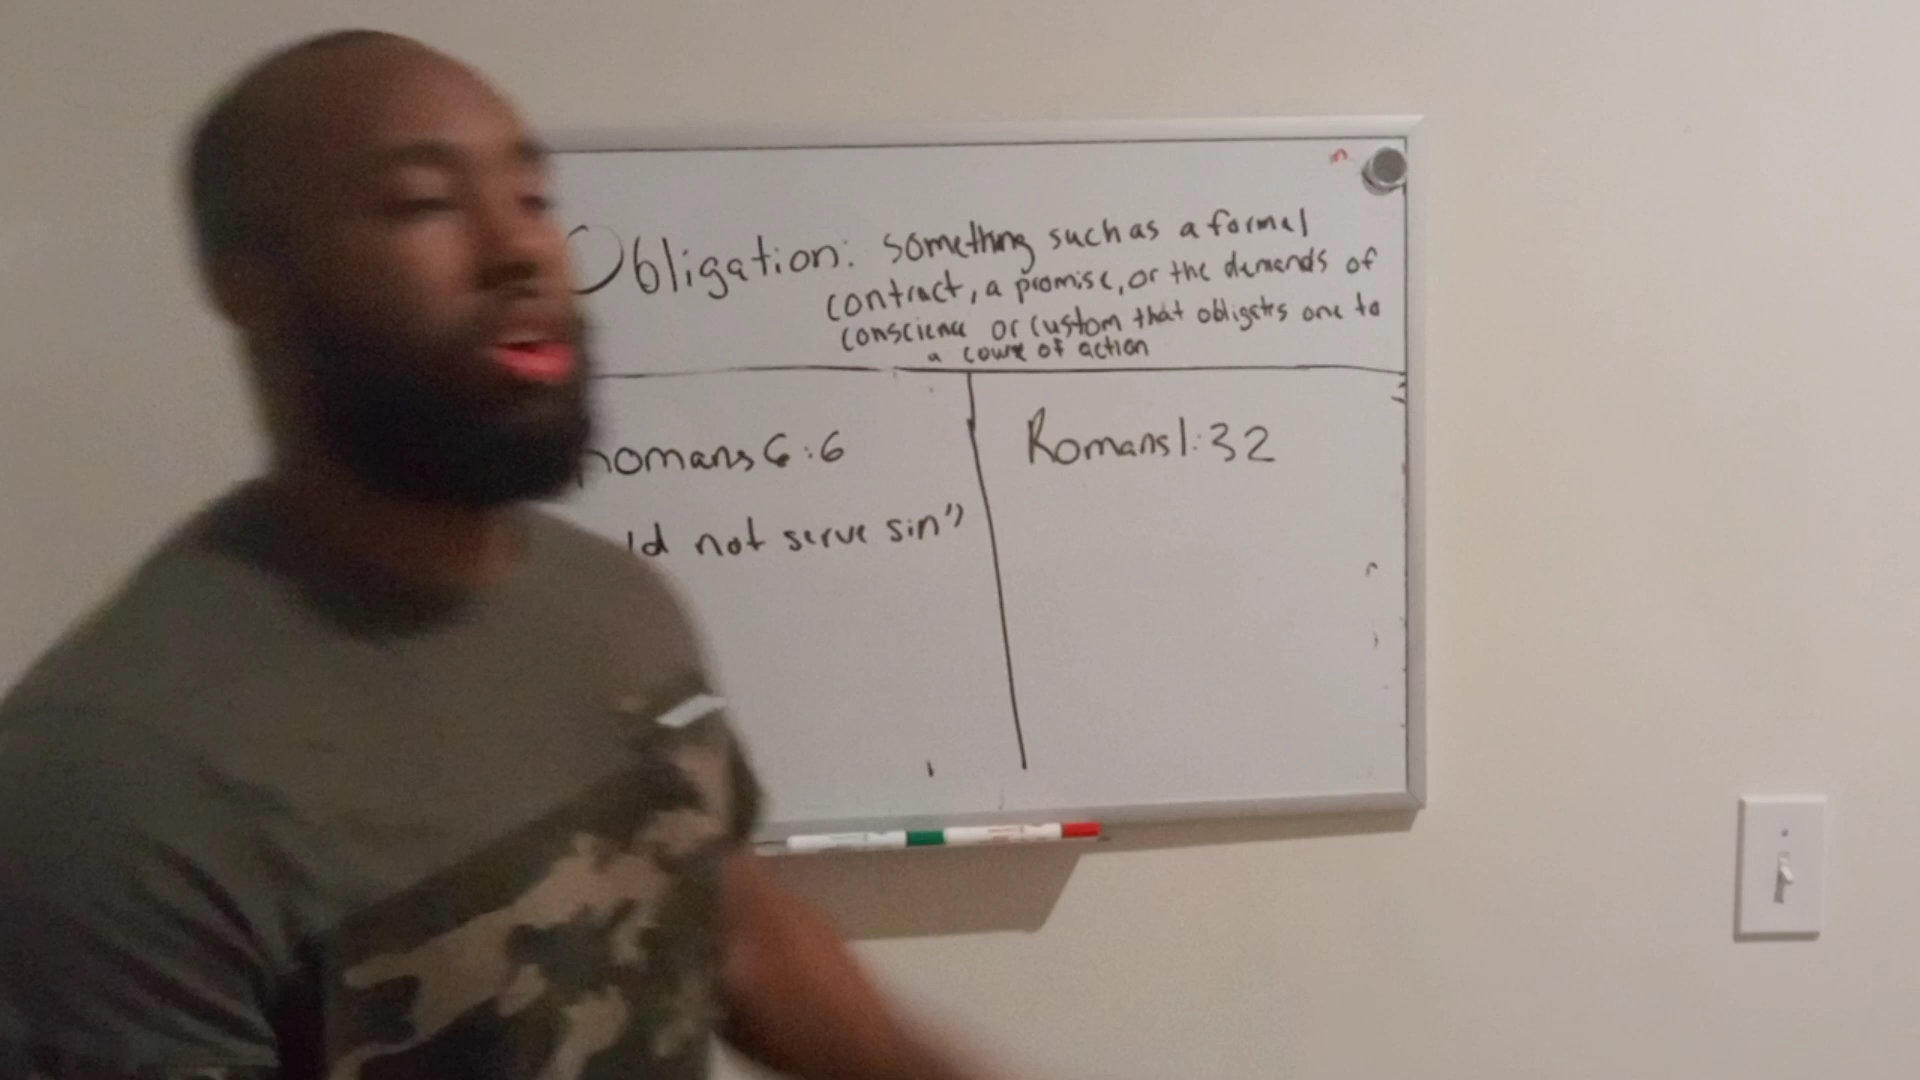 Obligation: something such as a formal
contract, a promise, or the demands of
conscience or custom that obligates one to
a course of action
Romans 6:6
Romans 1:32
ld not serve sin"